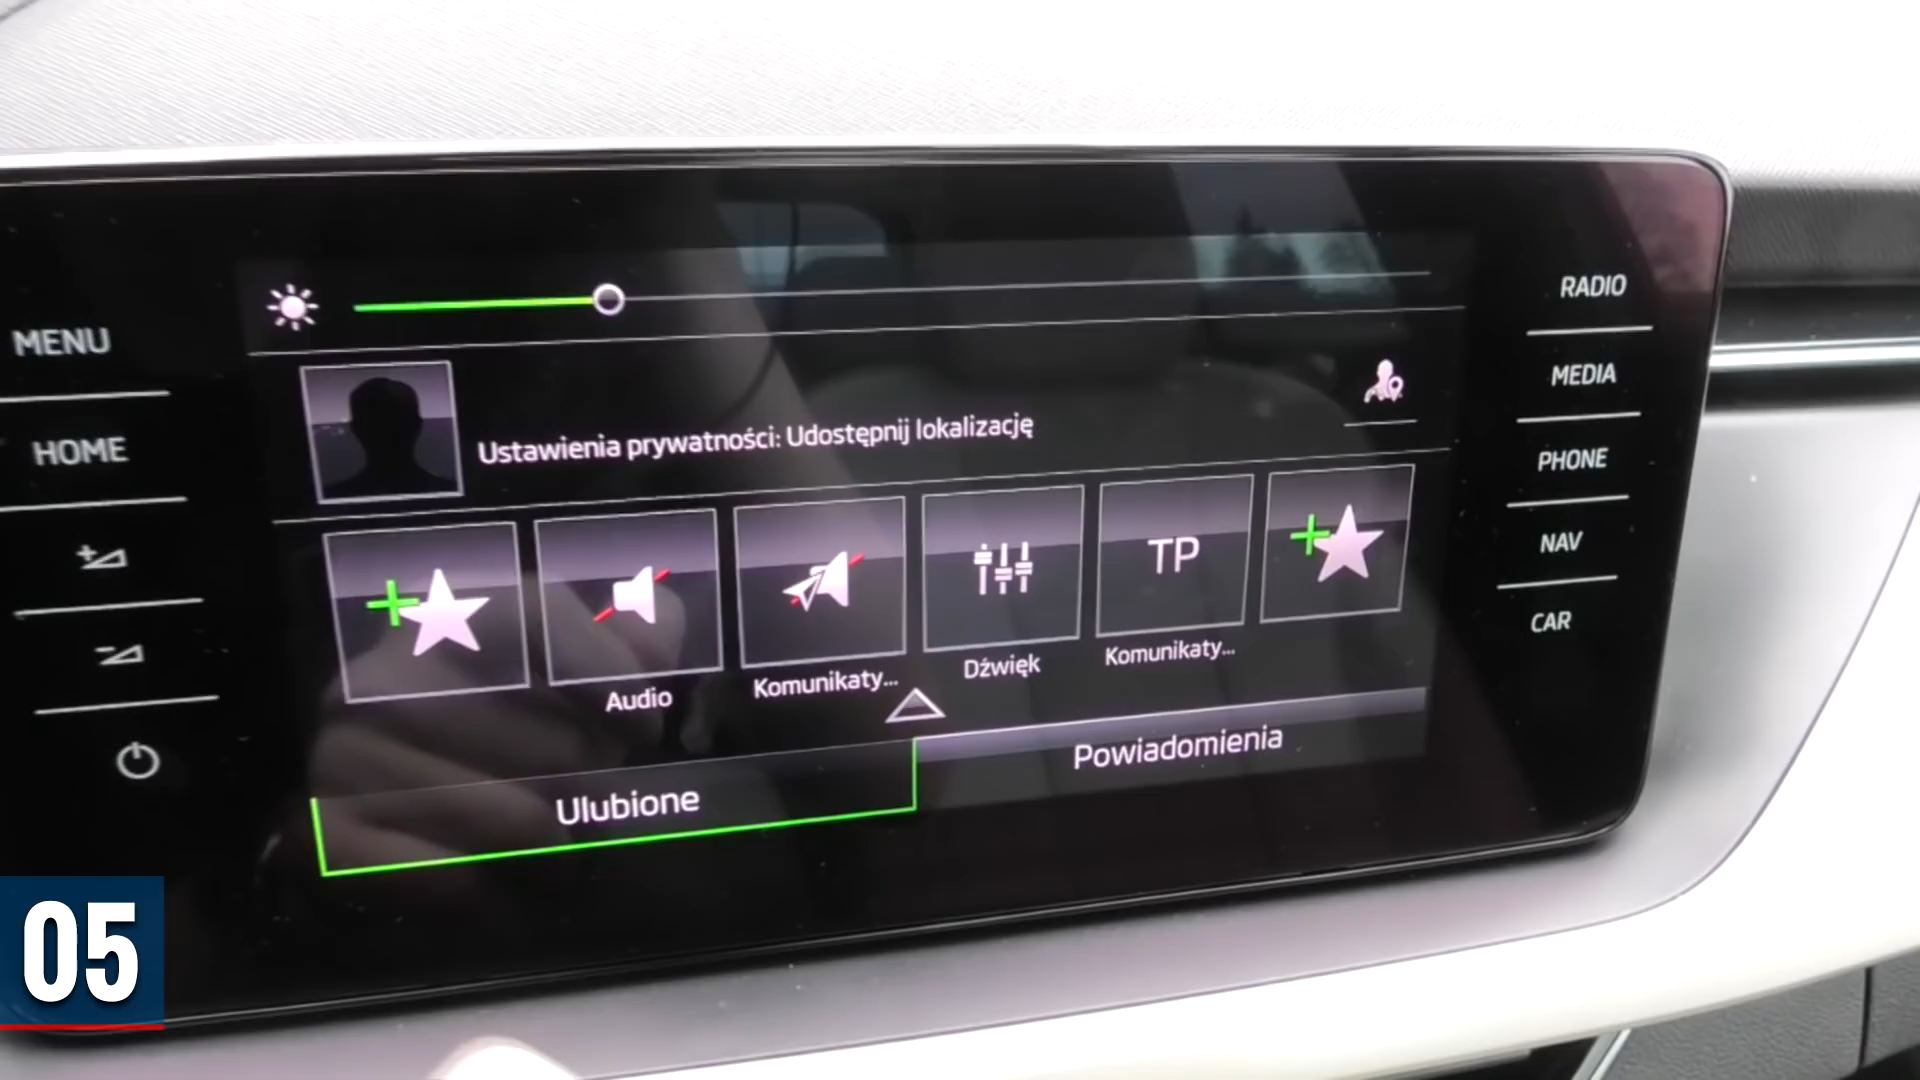 MENU
HOME
RADIO
MEDIA
PHONE
NAV
CAR
Ustawienia prywatności: Udostępnij lokalizację
Audio
Komunikaty...
Dźwięk
TP
Komunikaty...
Ulubione
Powiadomienia
05